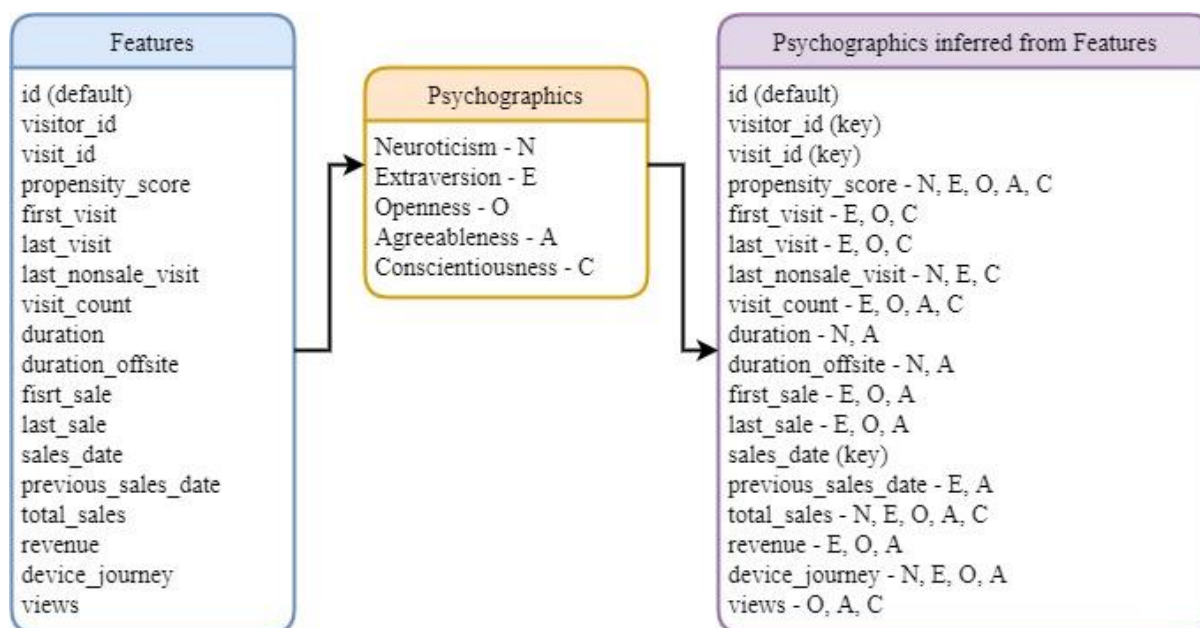 Features
id (default)
visitor_id
visit_id
propensity_score
first_visit
last_visit
last_nonsale_visit
visit_count
duration
duration_offsite
fisrt_sale
last_sale
sales_date
previous_sales_date
total_sales
revenue
device_journey
views
Psychographics
Neuroticism - N
Extraversion - E
Openness - O
Agreeableness - A
Conscientiousness - C
Psychographics inferred from Features
id (default)
visitor_id (key)
visit_id (key)
propensity_score - N, E, O, A, C
first_visit - E, O, C
last_visit - E, O, C
last_nonsale_visit - N, E, C
visit_count - E, O, A, C
duration - N, A
duration_offsite - N, A
first_sale - E, O, A
last_sale - E, O, A
sales_date (key)
previous_sales_date - E, A
total_sales - N, E, O, A, C
revenue - E, O, A
device_journey - N, E, O, A
views - O, A, C